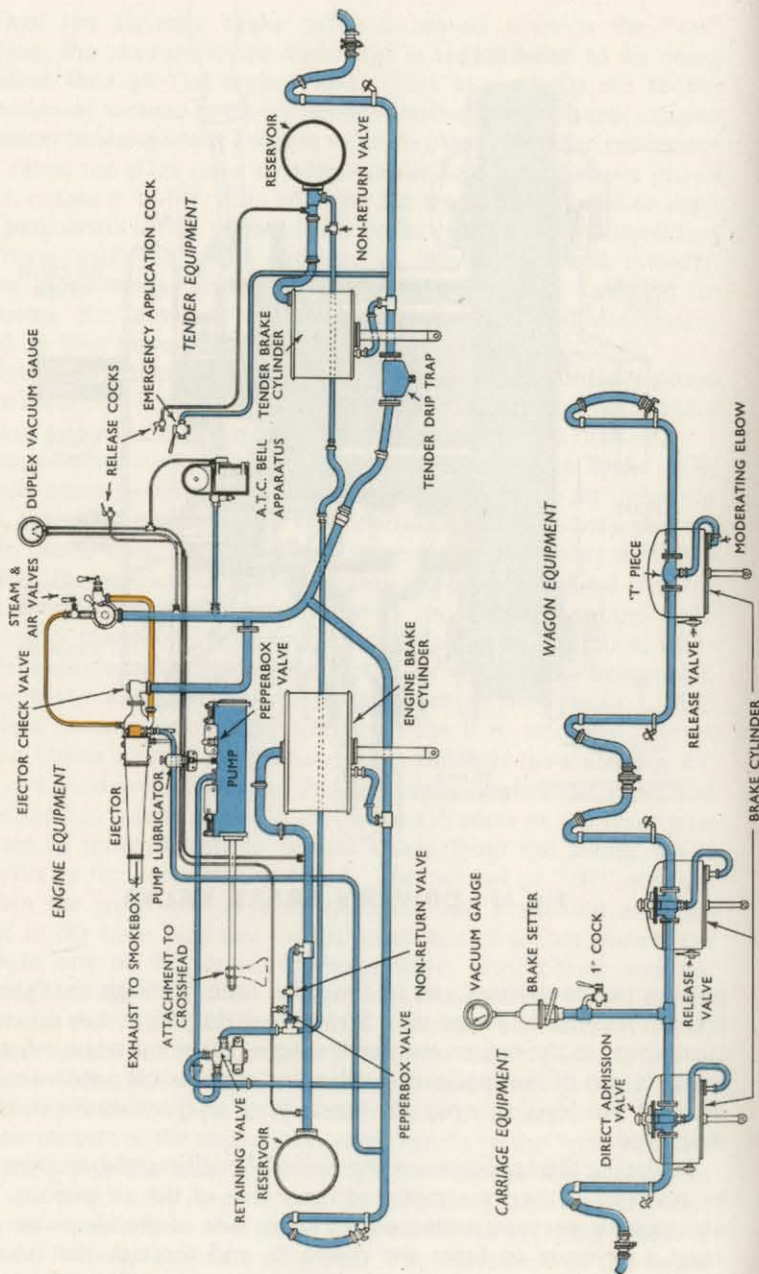 STEAM &
AIR VALVES
DUPLEX VACUUM GAUGE
RELEASE COCKS
EMERGENCY APPLICATION COCK
TENDER EQUIPMENT
RESERVOIR
NON-RETURN VALVE
EJECTOR CHECK VALVE
ENGINE EQUIPMENT
EJECTOR
EXHAUST TO SMOKEBOX
PUMP LUBRICATOR
ATTACHMENT TO
CROSSHEAD
PUMP
PEPPERBOX
VALVE
A.T.C. BELL
APPARATUS
TENDER BRAKE
CYLINDER
TENDER DRIP TRAP
ENGINE BRAKE
CYLINDER
RETAINING VALVE
RESERVOIR
NON-RETURN VALVE
PEPPERBOX VALVE
CARRIAGE EQUIPMENT
VACUUM GAUGE
BRAKE SETTER
1" COCK
DIRECT ADMISSION
VALVE
RELEASE
VALVE
WAGON EQUIPMENT
'T' PIECE
RELEASE VALVE
MODERATING ELBOW
BRAKE CYLINDER